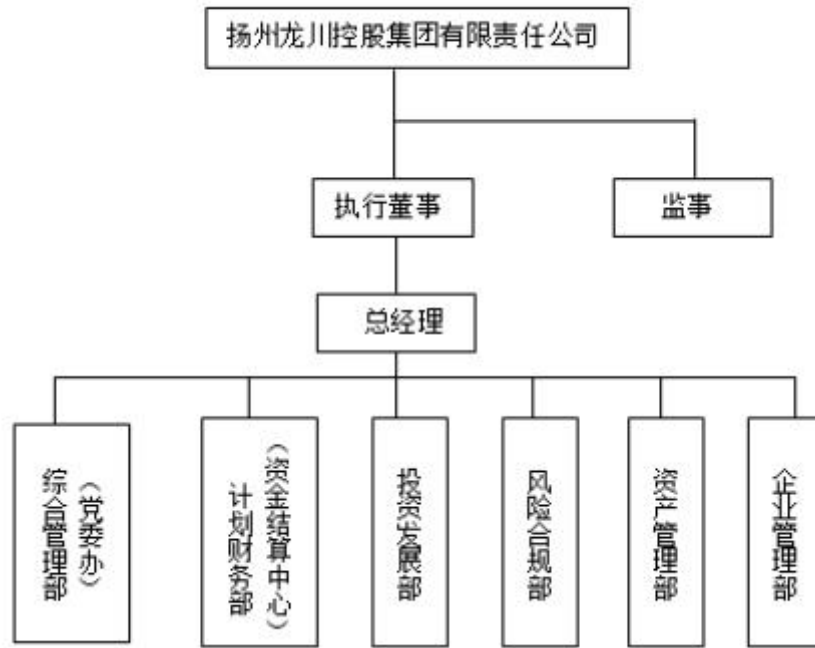 扬州龙川控股集团有限责任公司
执行董事
监事
总经理
综合管理部
（党委办）
计划财务部
（资金结算中心）
投资发展部
风险合规部
资产管理部
企业管理部